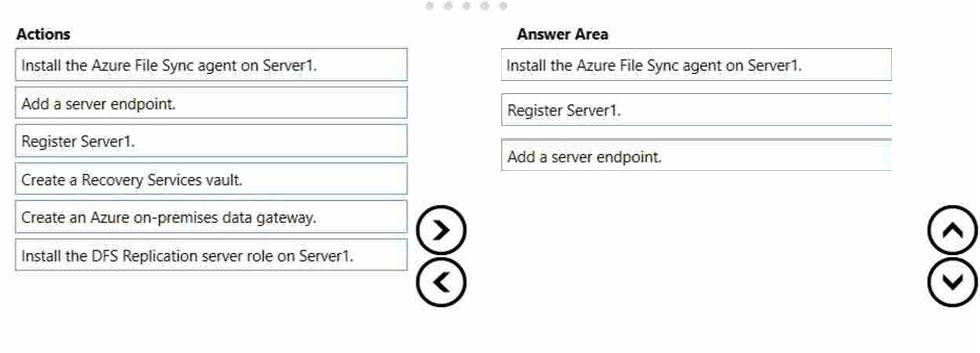 Actions
Install the Azure File Sync agent on Server1.
Add a server endpoint.
Register Server1.
Create a Recovery Services vault.
Create an Azure on-premises data gateway.
Install the DFS Replication server role on Server1.
Answer Area
Install the Azure File Sync agent on Server1.
Register Server1.
Add a server endpoint.